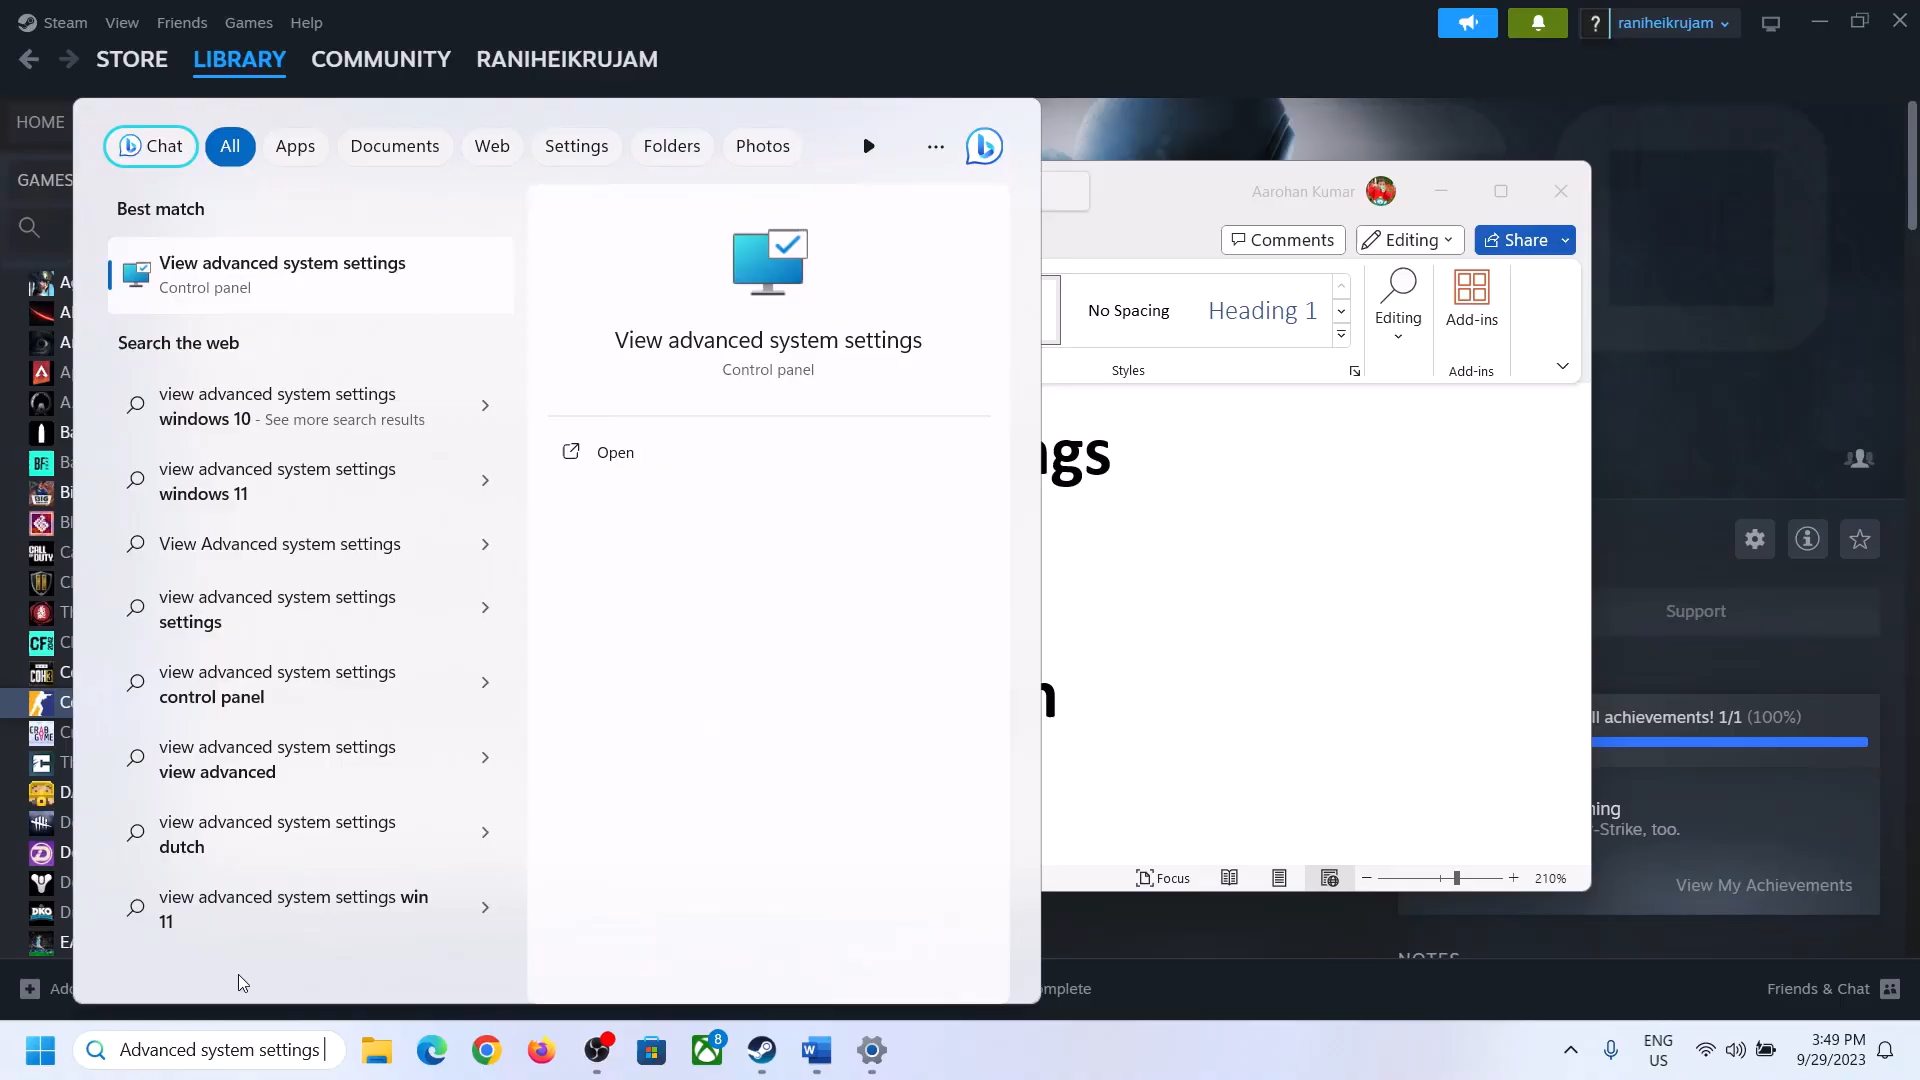 Steam View Friends Games Help
raniheikrujam
STORE LIBRARY COMMUNITY RANIHEIKRUJAM
HOME
GAMES
Chat All Apps Documents Web Settings Folders Photos
Best match
View advanced system settings
Control panel
Search the web
view advanced system settings
windows 10 - See more search results
view advanced system settings
windows 11
View Advanced system settings
view advanced system settings
settings
view advanced system settings
control panel
view advanced system settings
view advanced
view advanced system settings
dutch
view advanced system settings win
11
View advanced system settings
Control panel
Open
Aarohan Kumar
Comments Editing Share
No Spacing Heading 1
Editing
Add-ins
Styles
Add-ins
ngs
n
Focus
210%
Support
ll achievements! 1/1 (100%)
ning
-Strike, too.
View My Achievements
NOTES
Add
mplete
Friends & Chat
Advanced system settings
8
ENG
US
3:49 PM
9/29/2023